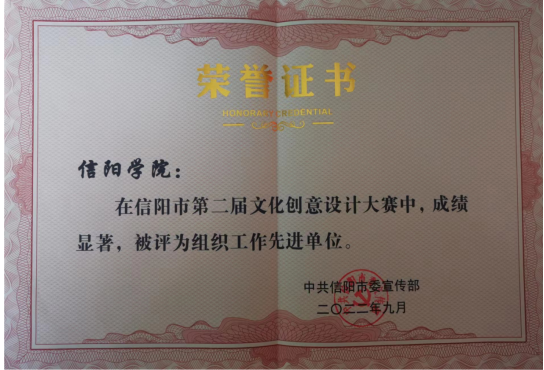 荣誉证书
HONORARY CREDENTIAL
信阳学院：
在信阳市第二届文化创意设计大赛中，成绩
显著，被评为组织工作先进单位。
中共信阳市委宣传部
二〇二二年九月